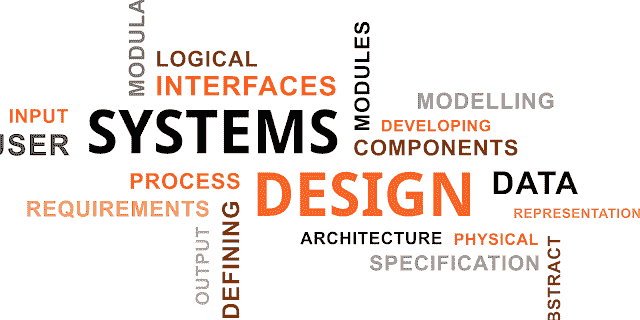 MODULA
LOGICAL
INTERFACES
MODULES
MODELLING
INPUT
DEVELOPING
USER
SYSTEMS
COMPONENTS
PROCESS
DESIGN
DATA
REQUIREMENTS
REPRESENTATION
OUTPUT
DEFINING
ARCHITECTURE
PHYSICAL
SPECIFICATION
BSTRACT